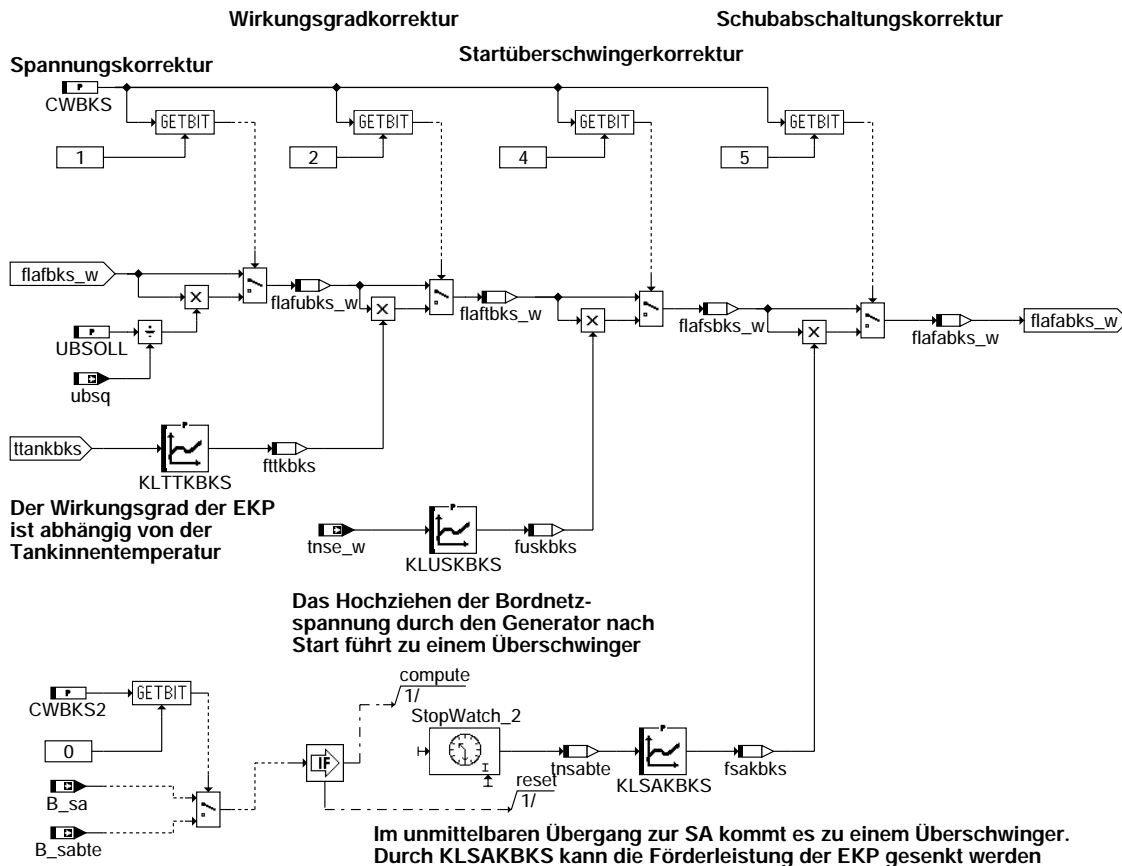 Wirkungsgradkorrektur
Schubabschaltungskorrektur
Startüberschwingerkorrektur
Spannungskorrektur
P
CWBKS
GETBIT
GETBIT
GETBIT
GETBIT
1
2
4
5
flafbks_w
flafubks_w
flaftbks_w
flafsbks_w
flafabks_w
flafabks_w
P
UBSOLL
ubsq
ttankbks
P
KLTTKBKS
fttkbks
Der Wirkungsgrad der EKP
ist abhängig von der
Tankinnentemperatur
tnse_w
P
KLUSKBKS
fuskbks
Das Hochziehen der Bordnetz-
spannung durch den Generator nach
Start führt zu einem Überschwinger
compute
1/
P
CWBKS2
GETBIT
0
StopWatch_2
IF
tnsabte
P
KLSAKBKS
fsakbks
reset
1/
B_sa
B_sabte
Im unmittelbaren Übergang zur SA kommt es zu einem Überschwinger.
Durch KLSAKBKS kann die Förderleistung der EKP gesenkt werden